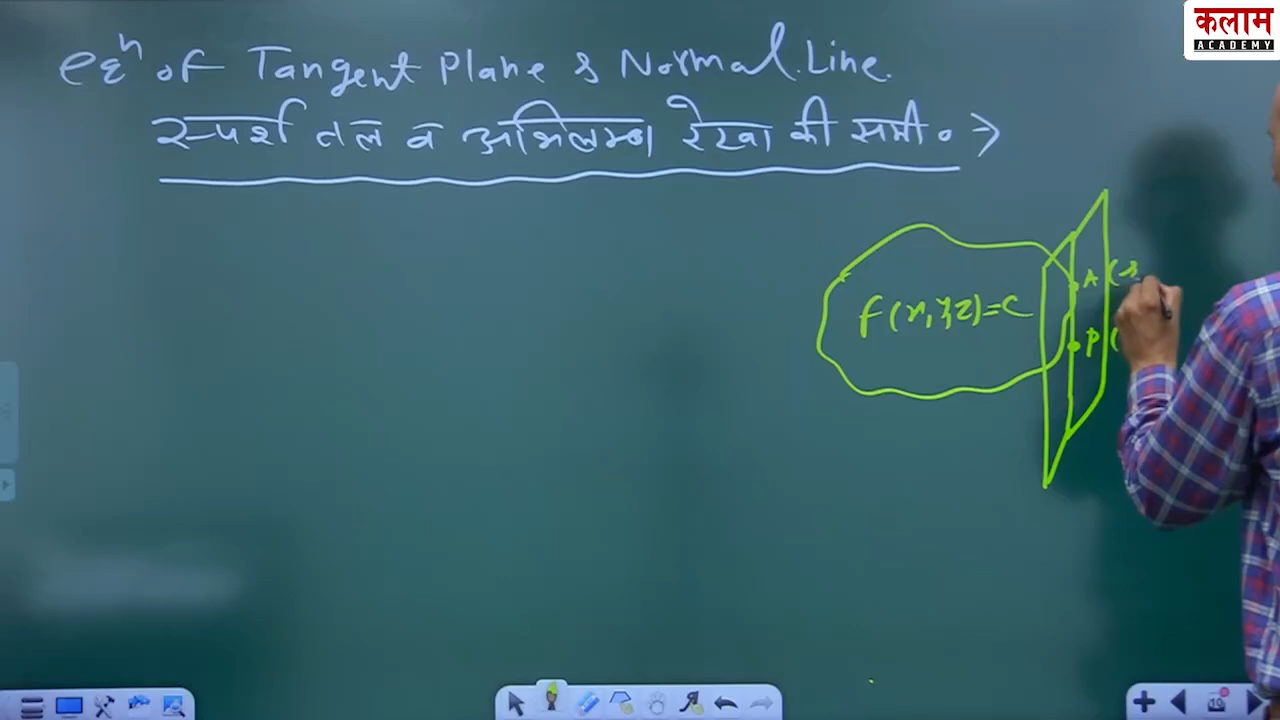 कलाम
ACADEMY
eqⁿ of Tangent Plane & Normal Line.
स्पर्श तल व अभिलम्ब रेखा की समी० →
f(x,y,z)=c
A (
P (